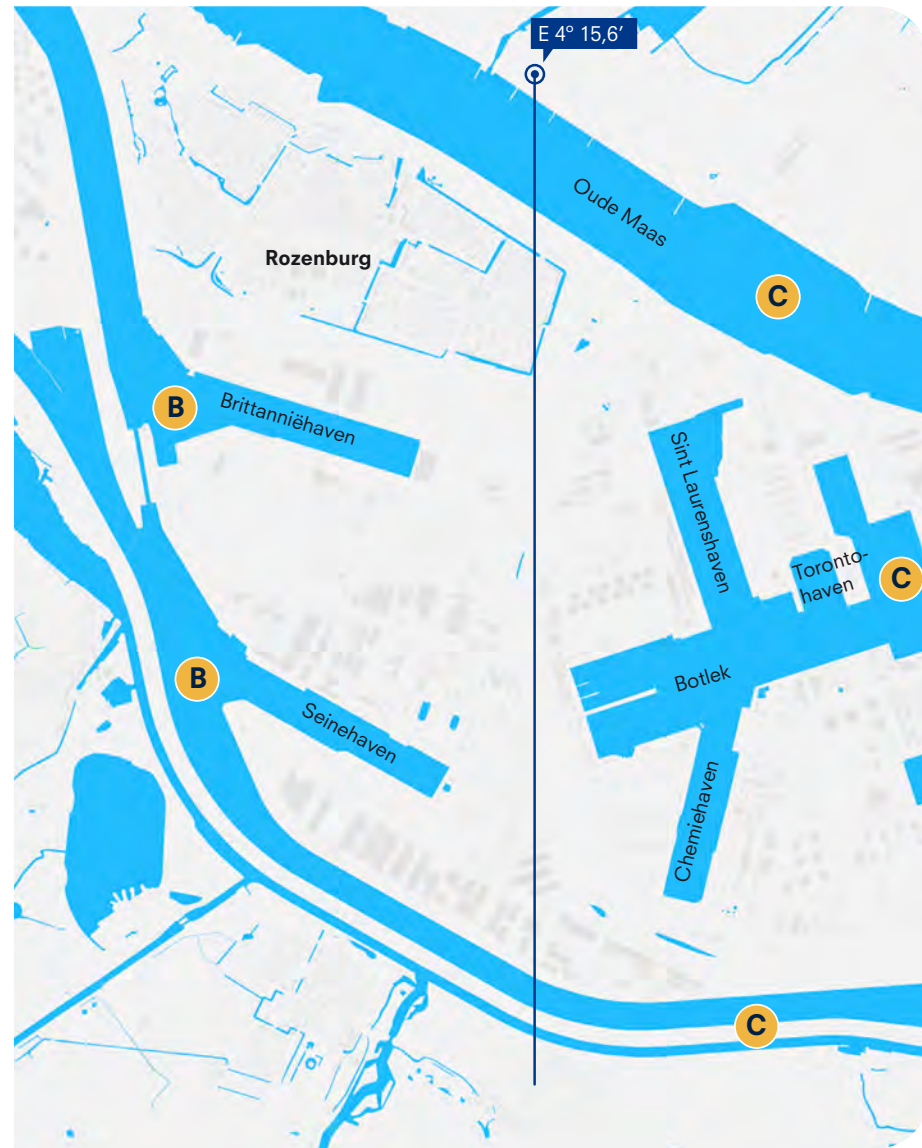 E 4° 15,6′
Oude Maas
Rozenburg
C
B
Brittanniëhaven
Sint Laurenshaven
Toronto-
haven
C
B
Botlek
Seinehaven
Chemiehaven
C